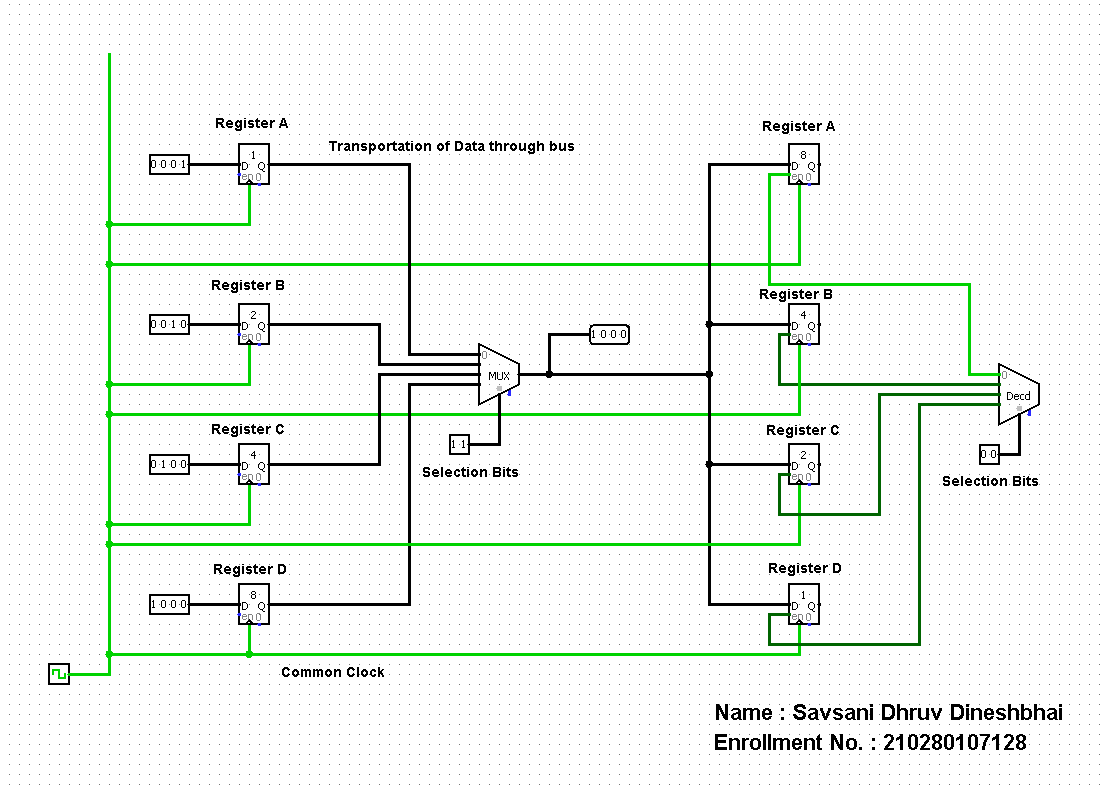 Register A
Register A
Transportation of Data through bus
0 0 0 1
1
D Q
en 0
8
D Q
en 0
Register B
Register B
0 0 1 0
2
D Q
en 0
4
D Q
en 0
1 0 0 0
0
MUX
0
Decd
1 1
Selection Bits
0 0
Selection Bits
Register C
Register C
0 1 0 0
4
D Q
en 0
2
D Q
en 0
Register D
Register D
1 0 0 0
8
D Q
en 0
1
D Q
en 0
Common Clock
Name : Savsani Dhruv Dineshbhai
Enrollment No. : 210280107128